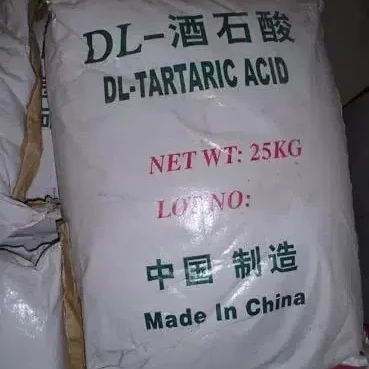 DL-酒石酸
DL-TARTARIC ACID
NET WT: 25KG
LOT NO:
中国 制造
Made In China